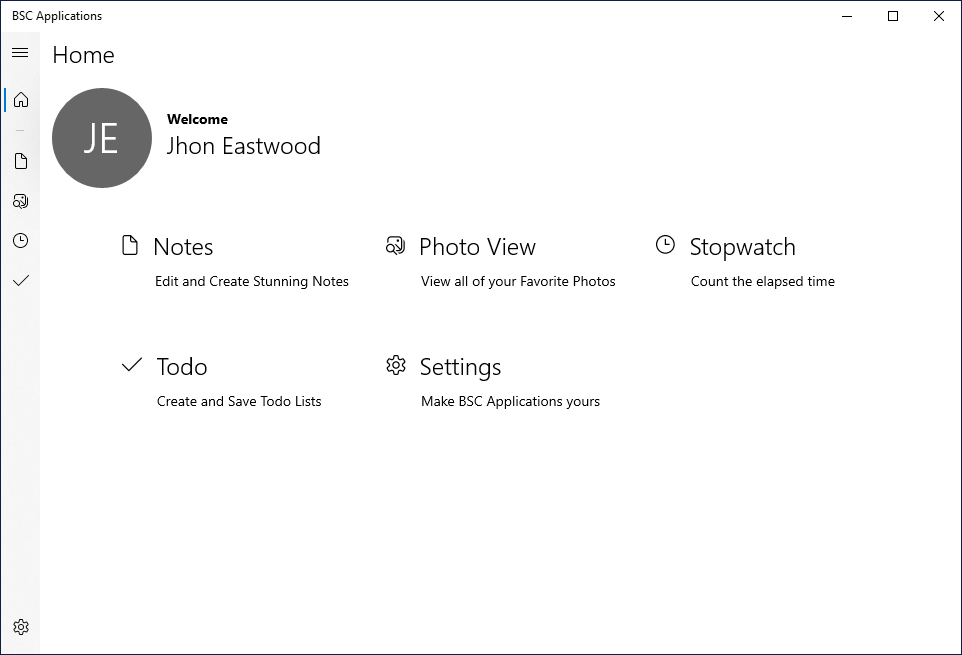 BSC Applications
Home
JE
Welcome
Jhon Eastwood
Notes
Edit and Create Stunning Notes
Photo View
View all of your Favorite Photos
Stopwatch
Count the elapsed time
Todo
Create and Save Todo Lists
Settings
Make BSC Applications yours